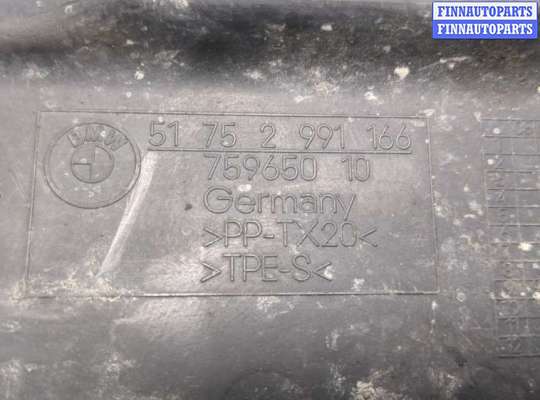 FINNAUTOPARTS
FINNAUTOPARTS
BMW
51 75 2 991 166
759650 10
Germany
>PP-TX20<
>TPE-S<